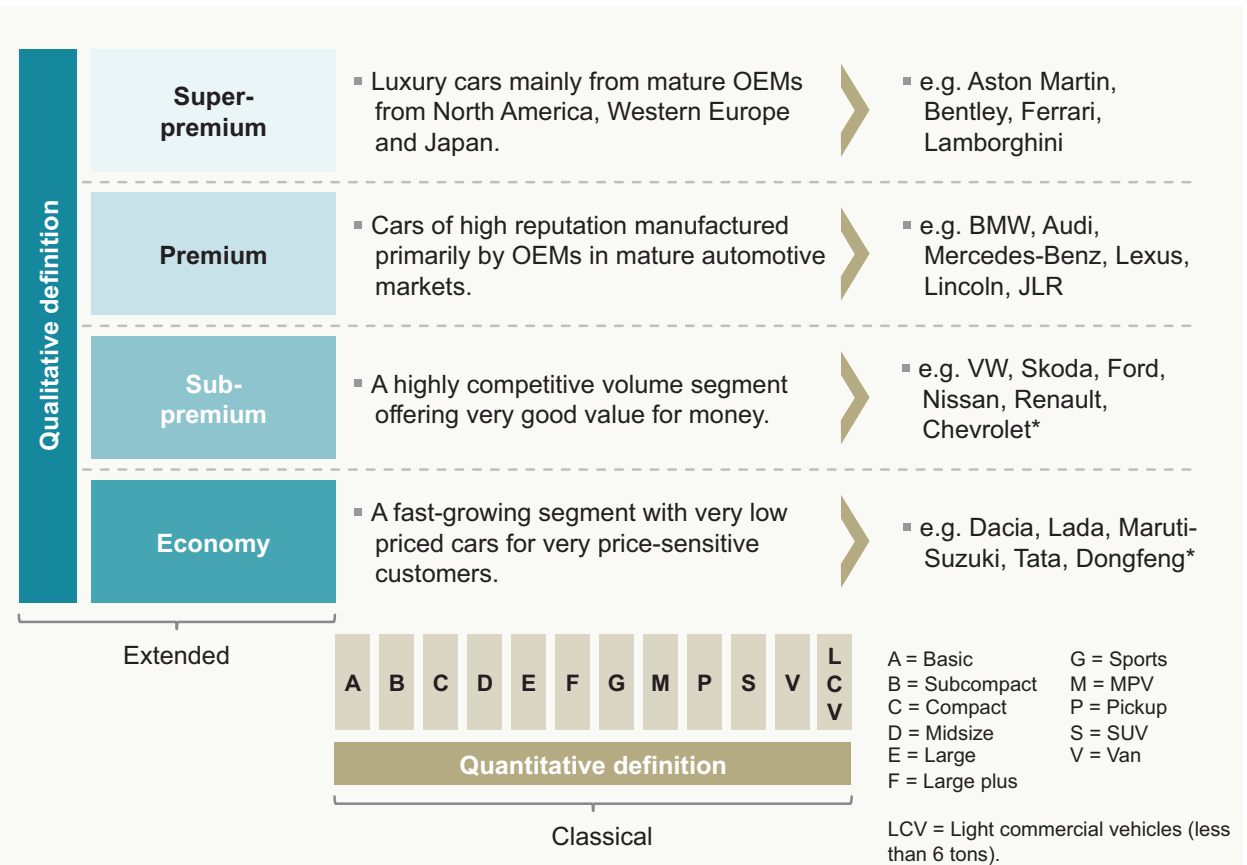 Qualitative definition
Super-
premium
▪ Luxury cars mainly from mature OEMs
from North America, Western Europe
and Japan.
▪ e.g. Aston Martin,
Bentley, Ferrari,
Lamborghini
Premium
▪ Cars of high reputation manufactured
primarily by OEMs in mature automotive
markets.
▪ e.g. BMW, Audi,
Mercedes-Benz, Lexus,
Lincoln, JLR
Sub-
premium
▪ A highly competitive volume segment
offering very good value for money.
▪ e.g. VW, Skoda, Ford,
Nissan, Renault,
Chevrolet*
Economy
▪ A fast-growing segment with very low
priced cars for very price-sensitive
customers.
▪ e.g. Dacia, Lada, Maruti-
Suzuki, Tata, Dongfeng*
Extended
A B C D E F G M P S V LCV
Quantitative definition
Classical
A = Basic
B = Subcompact
C = Compact
D = Midsize
E = Large
F = Large plus
G = Sports
M = MPV
P = Pickup
S = SUV
V = Van
LCV = Light commercial vehicles (less
than 6 tons).